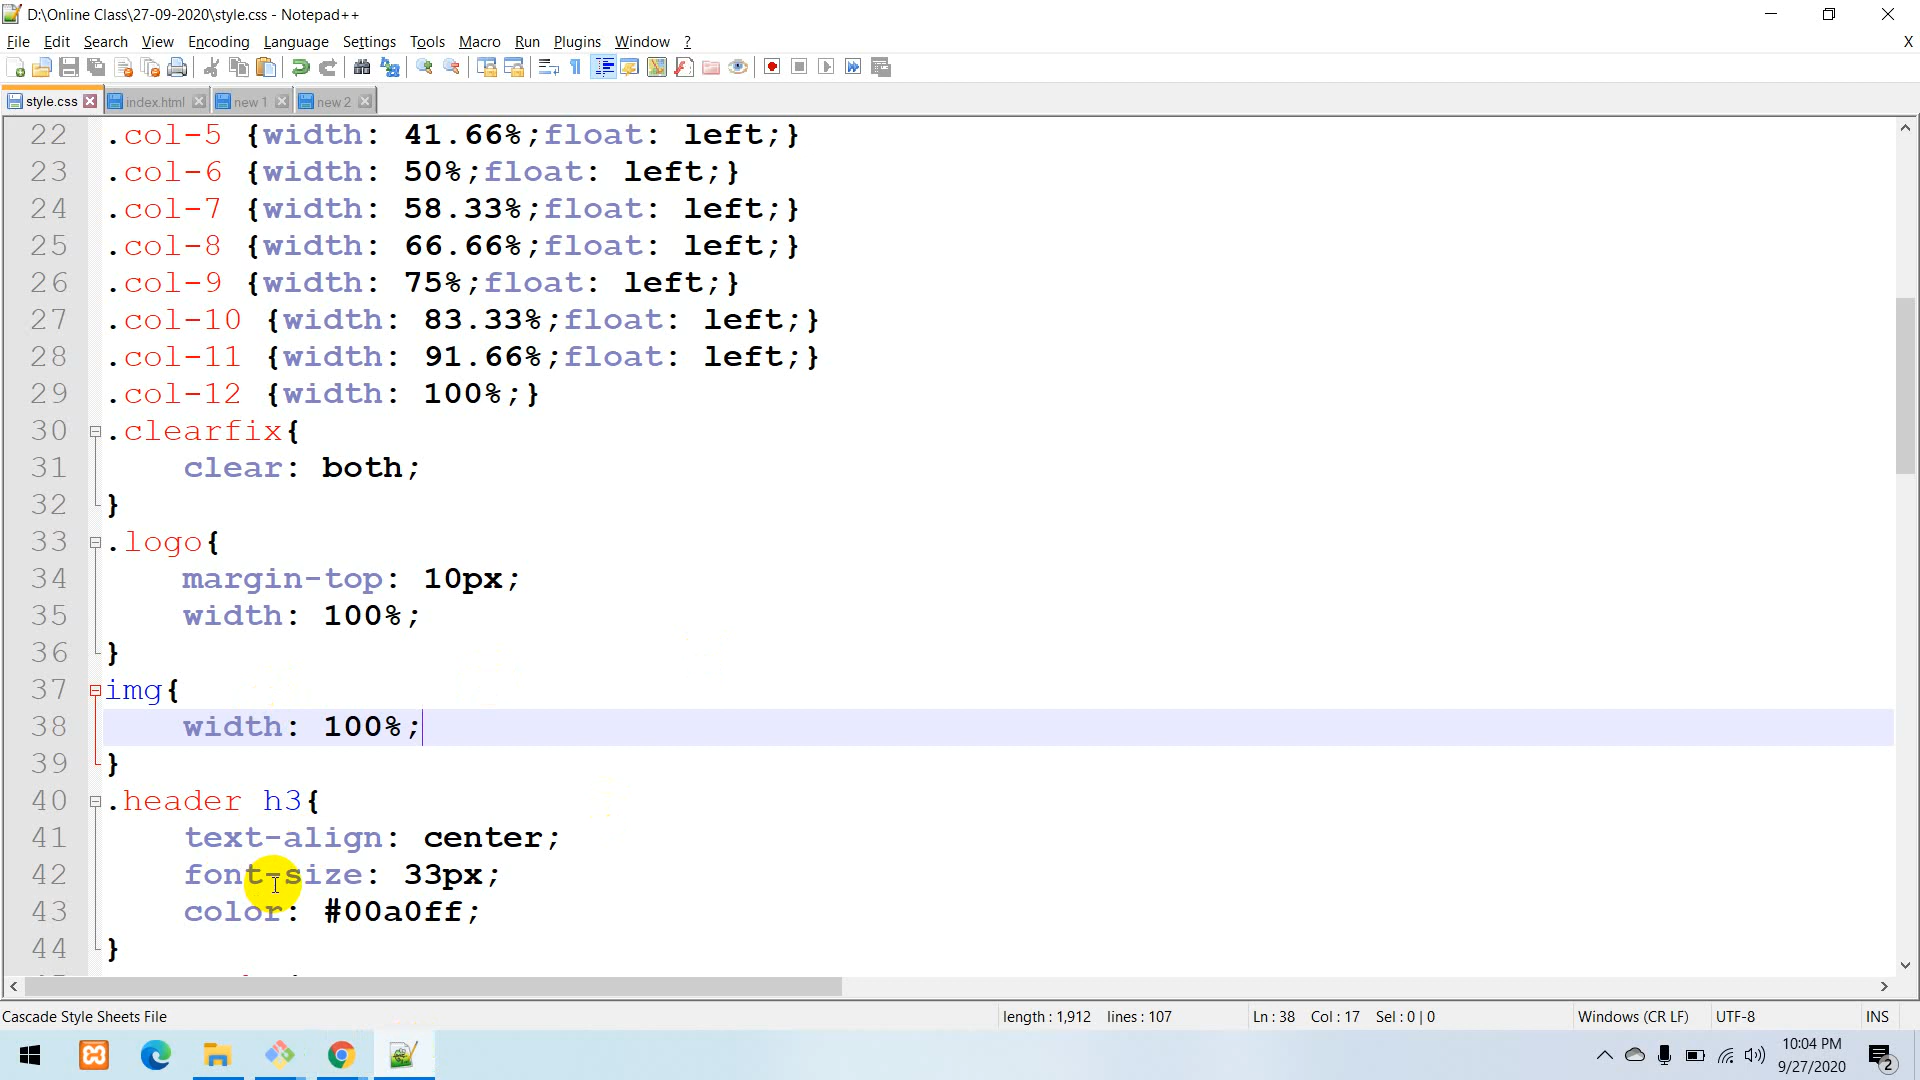 D:\Online Class\27-09-2020\style.css - Notepad++
File Edit Search View Encoding Language Settings Tools Macro Run Plugins Window ? X
style.css index.html new 1 new 2
22 .col-5 {width: 41.66%;float: left;}
23 .col-6 {width: 50%;float: left;}
24 .col-7 {width: 58.33%;float: left;}
25 .col-8 {width: 66.66%;float: left;}
26 .col-9 {width: 75%;float: left;}
27 .col-10 {width: 83.33%;float: left;}
28 .col-11 {width: 91.66%;float: left;}
29 .col-12 {width: 100%;}
30 .clearfix{
31 clear: both;
32 }
33 .logo{
34 margin-top: 10px;
35 width: 100%;
36 }
37 img{
38 width: 100%;
39 }
40 .header h3{
41 text-align: center;
42 font-size: 33px;
43 color: #00a0ff;
44 }
Cascade Style Sheets File length : 1,912 lines : 107 Ln : 38 Col : 17 Sel : 0 | 0 Windows (CR LF) UTF-8 INS
10:04 PM
9/27/2020
2